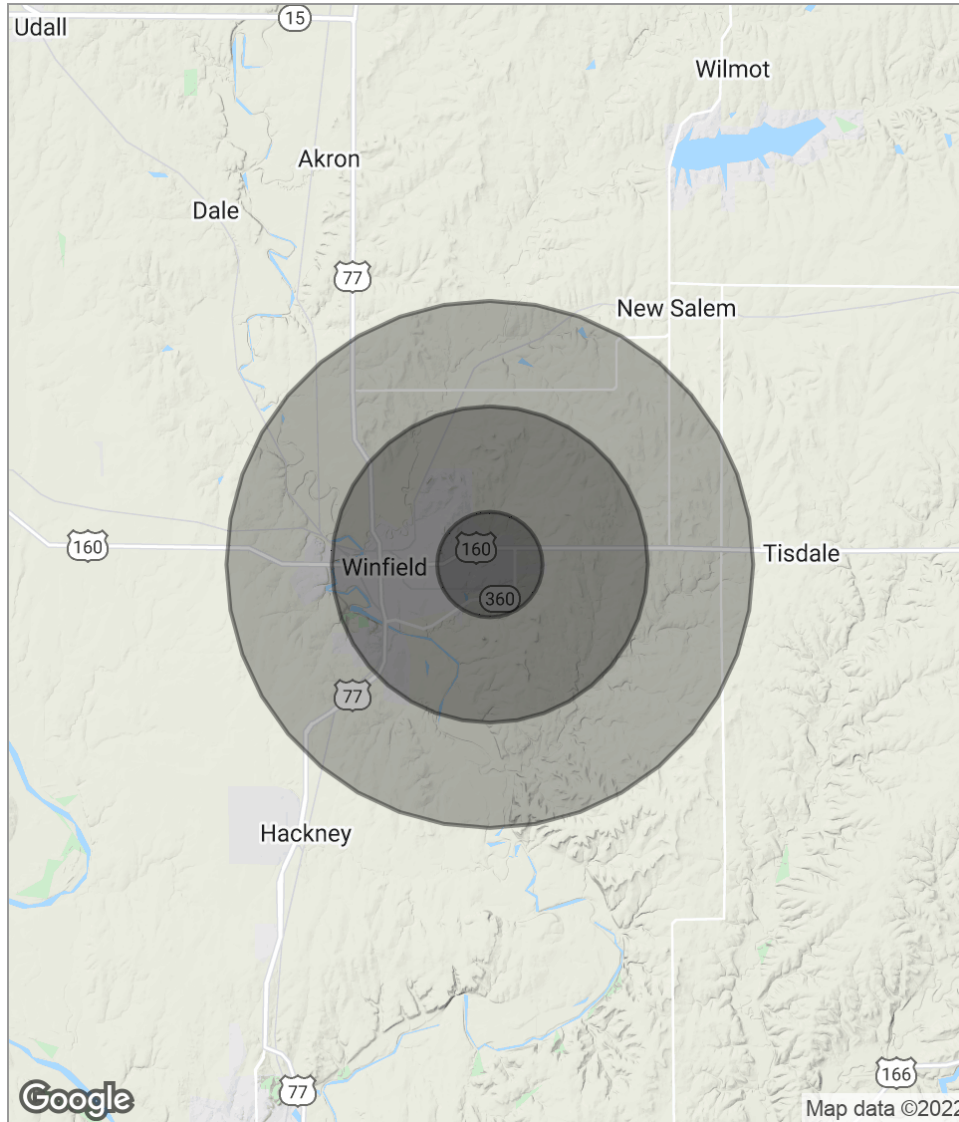 Udall
15
Wilmot
Akron
Dale
77
New Salem
160
160
Winfield
Tisdale
360
77
Hackney
166
77
Google
Map data ©2022